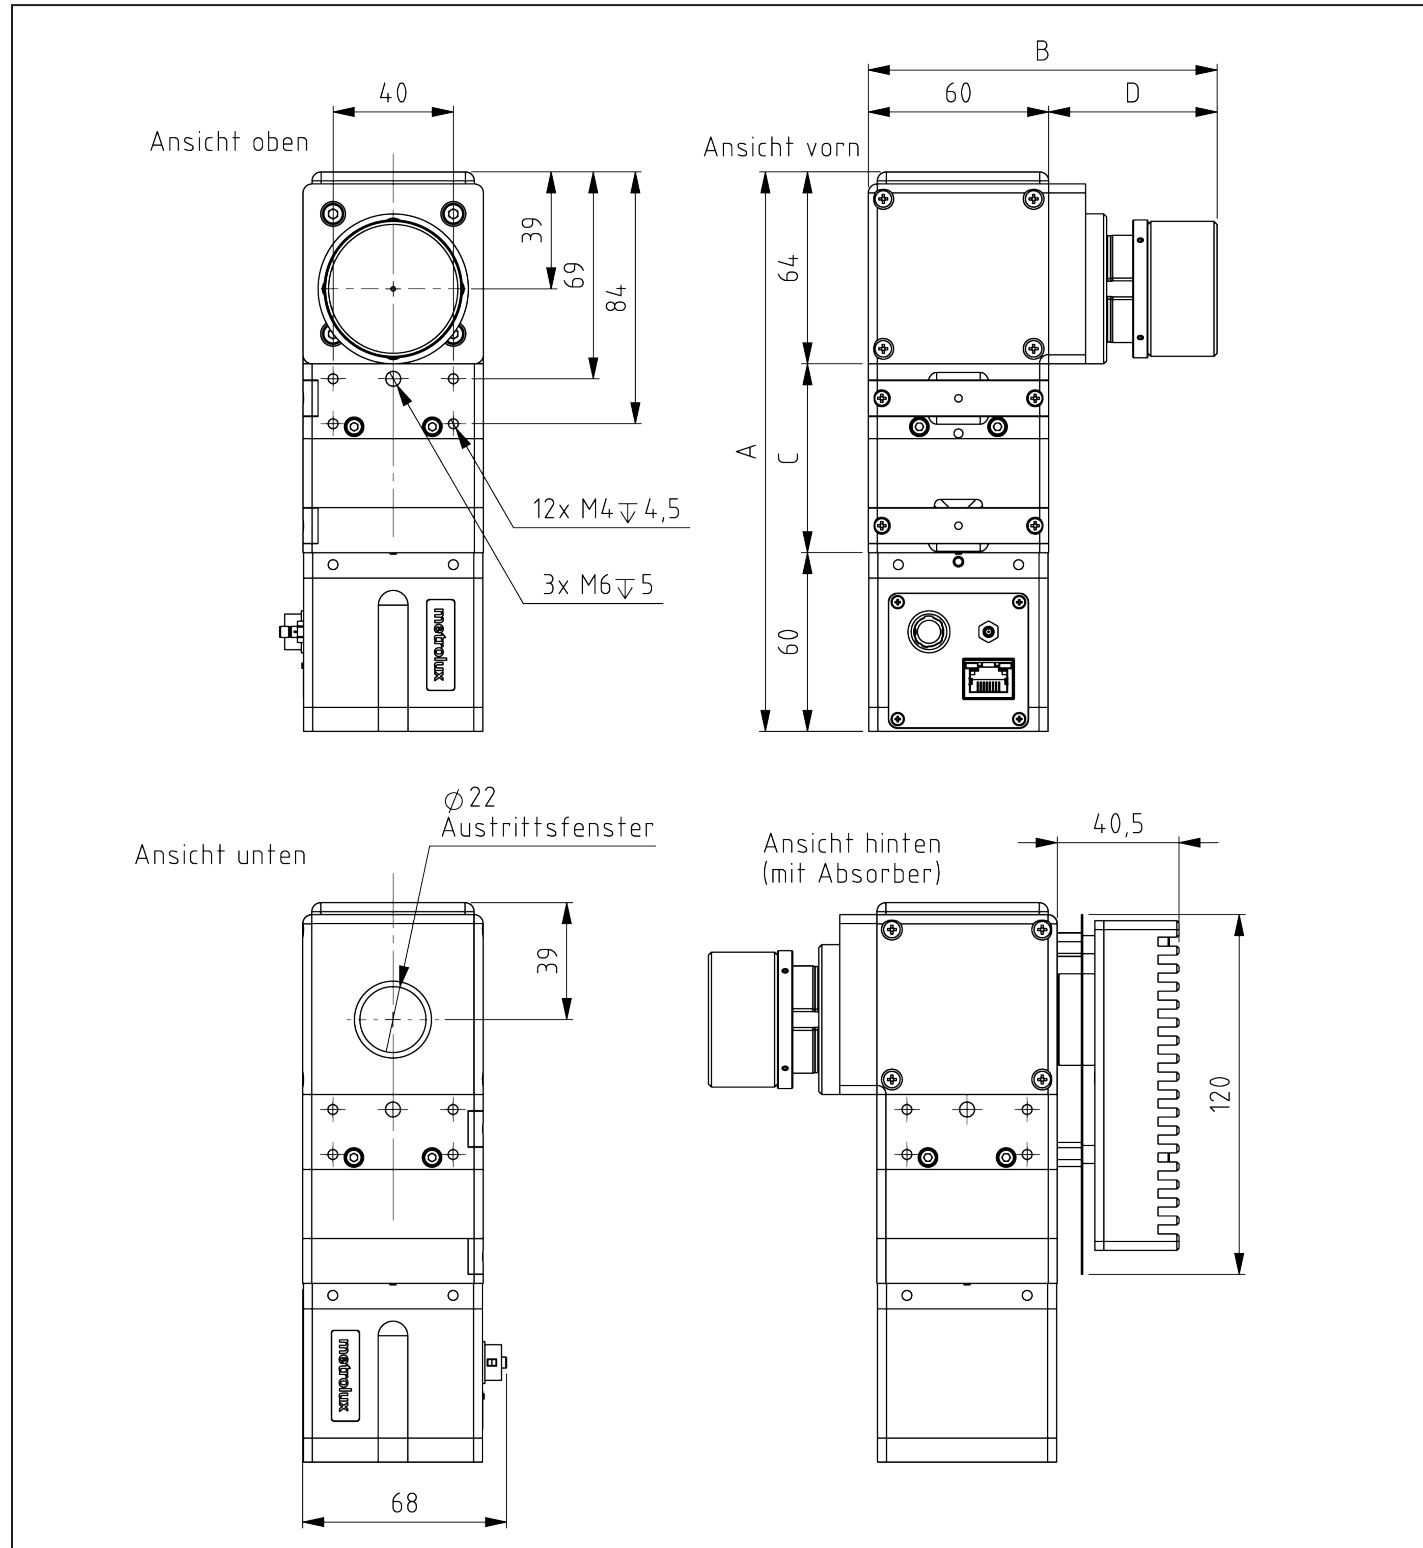 B
40
60
D
Ansicht oben
Ansicht vorn
39
69
84
64
A
C
12x M4↧4,5
3x M6↧5
60
metrolux
⌀22
Austrittsfenster
Ansicht unten
Ansicht hinten
(mit Absorber)
40,5
39
120
metrolux
68